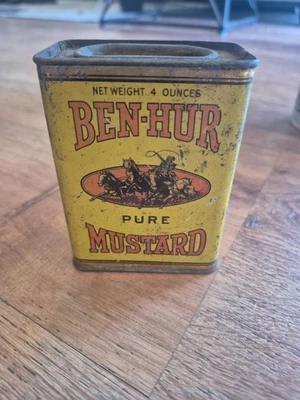 NET WEIGHT 4 OUNCES
BEN-HUR
PURE
MUSTARD